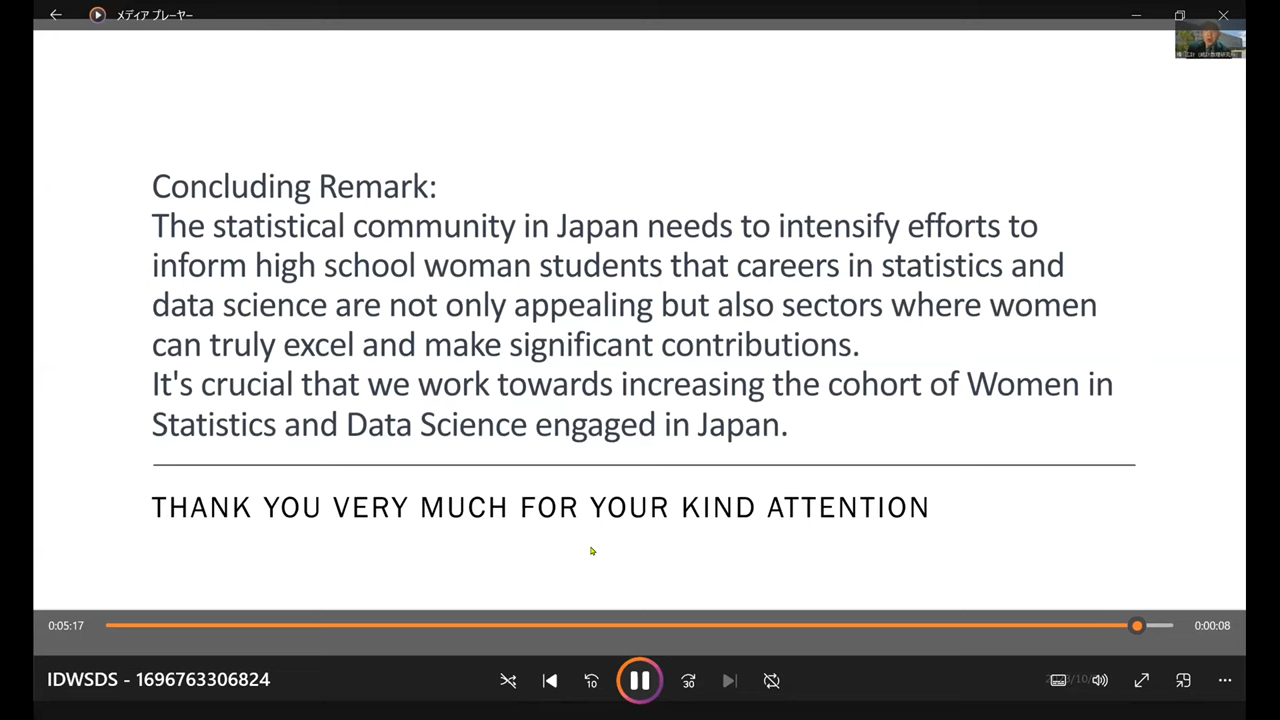 メディア プレーヤー
Concluding Remark:
The statistical community in Japan needs to intensify efforts to
inform high school woman students that careers in statistics and
data science are not only appealing but also sectors where women
can truly excel and make significant contributions.
It's crucial that we work towards increasing the cohort of Women in
Statistics and Data Science engaged in Japan.
THANK YOU VERY MUCH FOR YOUR KIND ATTENTION
0:05:17
0:00:08
IDWSDS - 1696763306824
10
30